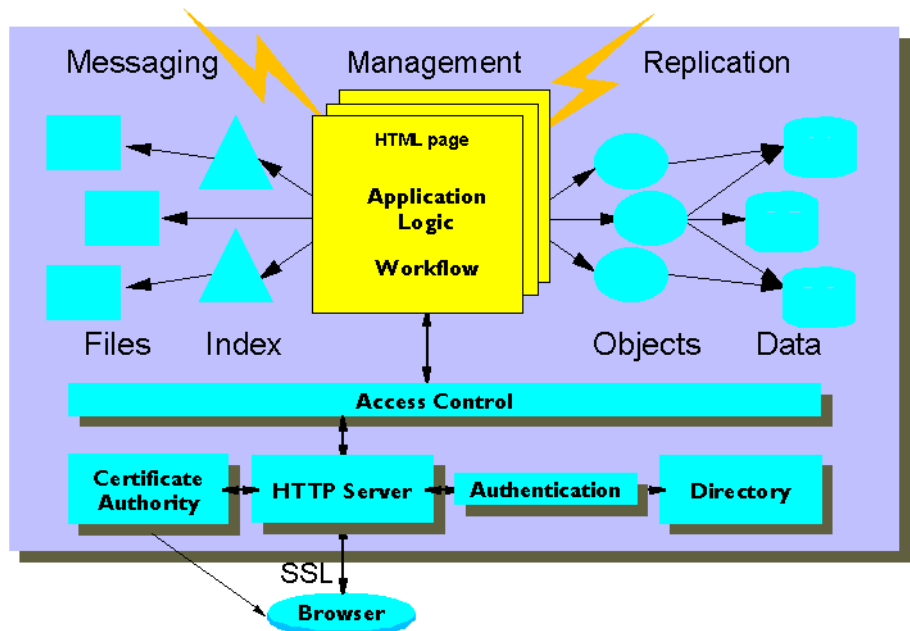 Messaging
Management
Replication
HTML page
Application
Logic
Workflow
Files
Index
Objects
Data
Access Control
Certificate
Authority
HTTP Server
Authentication
Directory
SSL
Browser